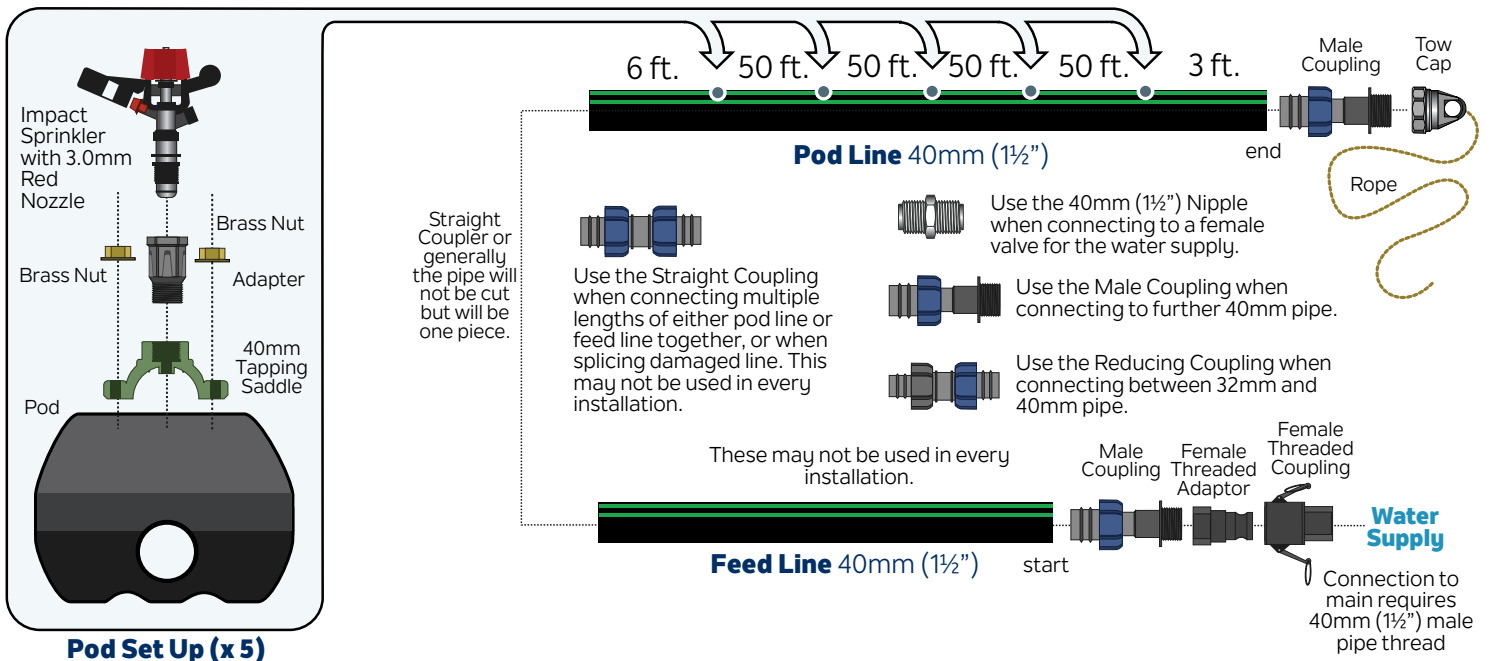 Impact
Sprinkler
with 3.0mm
Red
Nozzle
Brass Nut
Brass Nut
Adapter
40mm
Tapping
Saddle
Pod
Pod Set Up (x 5)
6 ft. 50 ft. 50 ft. 50 ft. 50 ft. 3 ft.
Male
Coupling
Tow
Cap
Pod Line 40mm (1½”)
end
Rope
Straight
Coupler or
generally
the pipe will
not be cut
but will be
one piece.
Use the Straight Coupling
when connecting multiple
lengths of either pod line or
feed line together, or when
splicing damaged line. This
may not be used in every
installation.
Use the 40mm (1½”) Nipple
when connecting to a female
valve for the water supply.
Use the Male Coupling when
connecting to further 40mm pipe.
Use the Reducing Coupling when
connecting between 32mm and
40mm pipe.
These may not be used in every
installation.
Male
Coupling
Female
Threaded
Adaptor
Female
Threaded
Coupling
Feed Line 40mm (1½”)
start
Water
Supply
Connection to
main requires
40mm (1½”) male
pipe thread